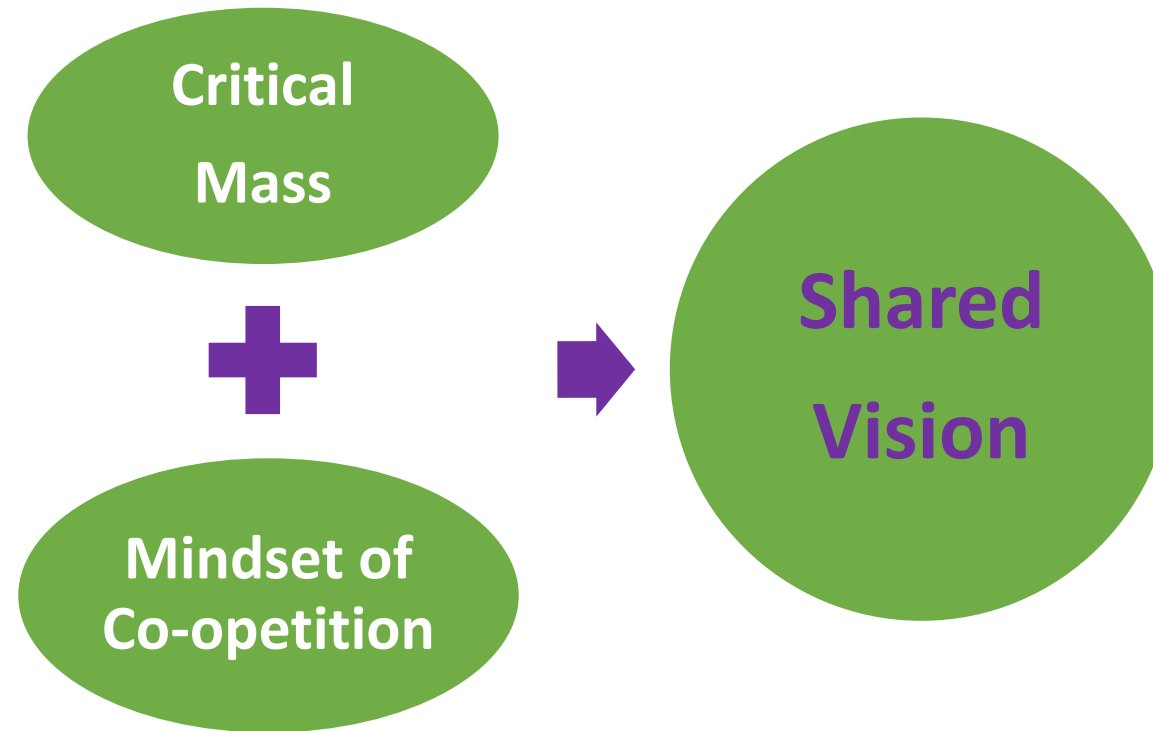 Critical
Mass
Mindset of
Co-opetition
Shared
Vision